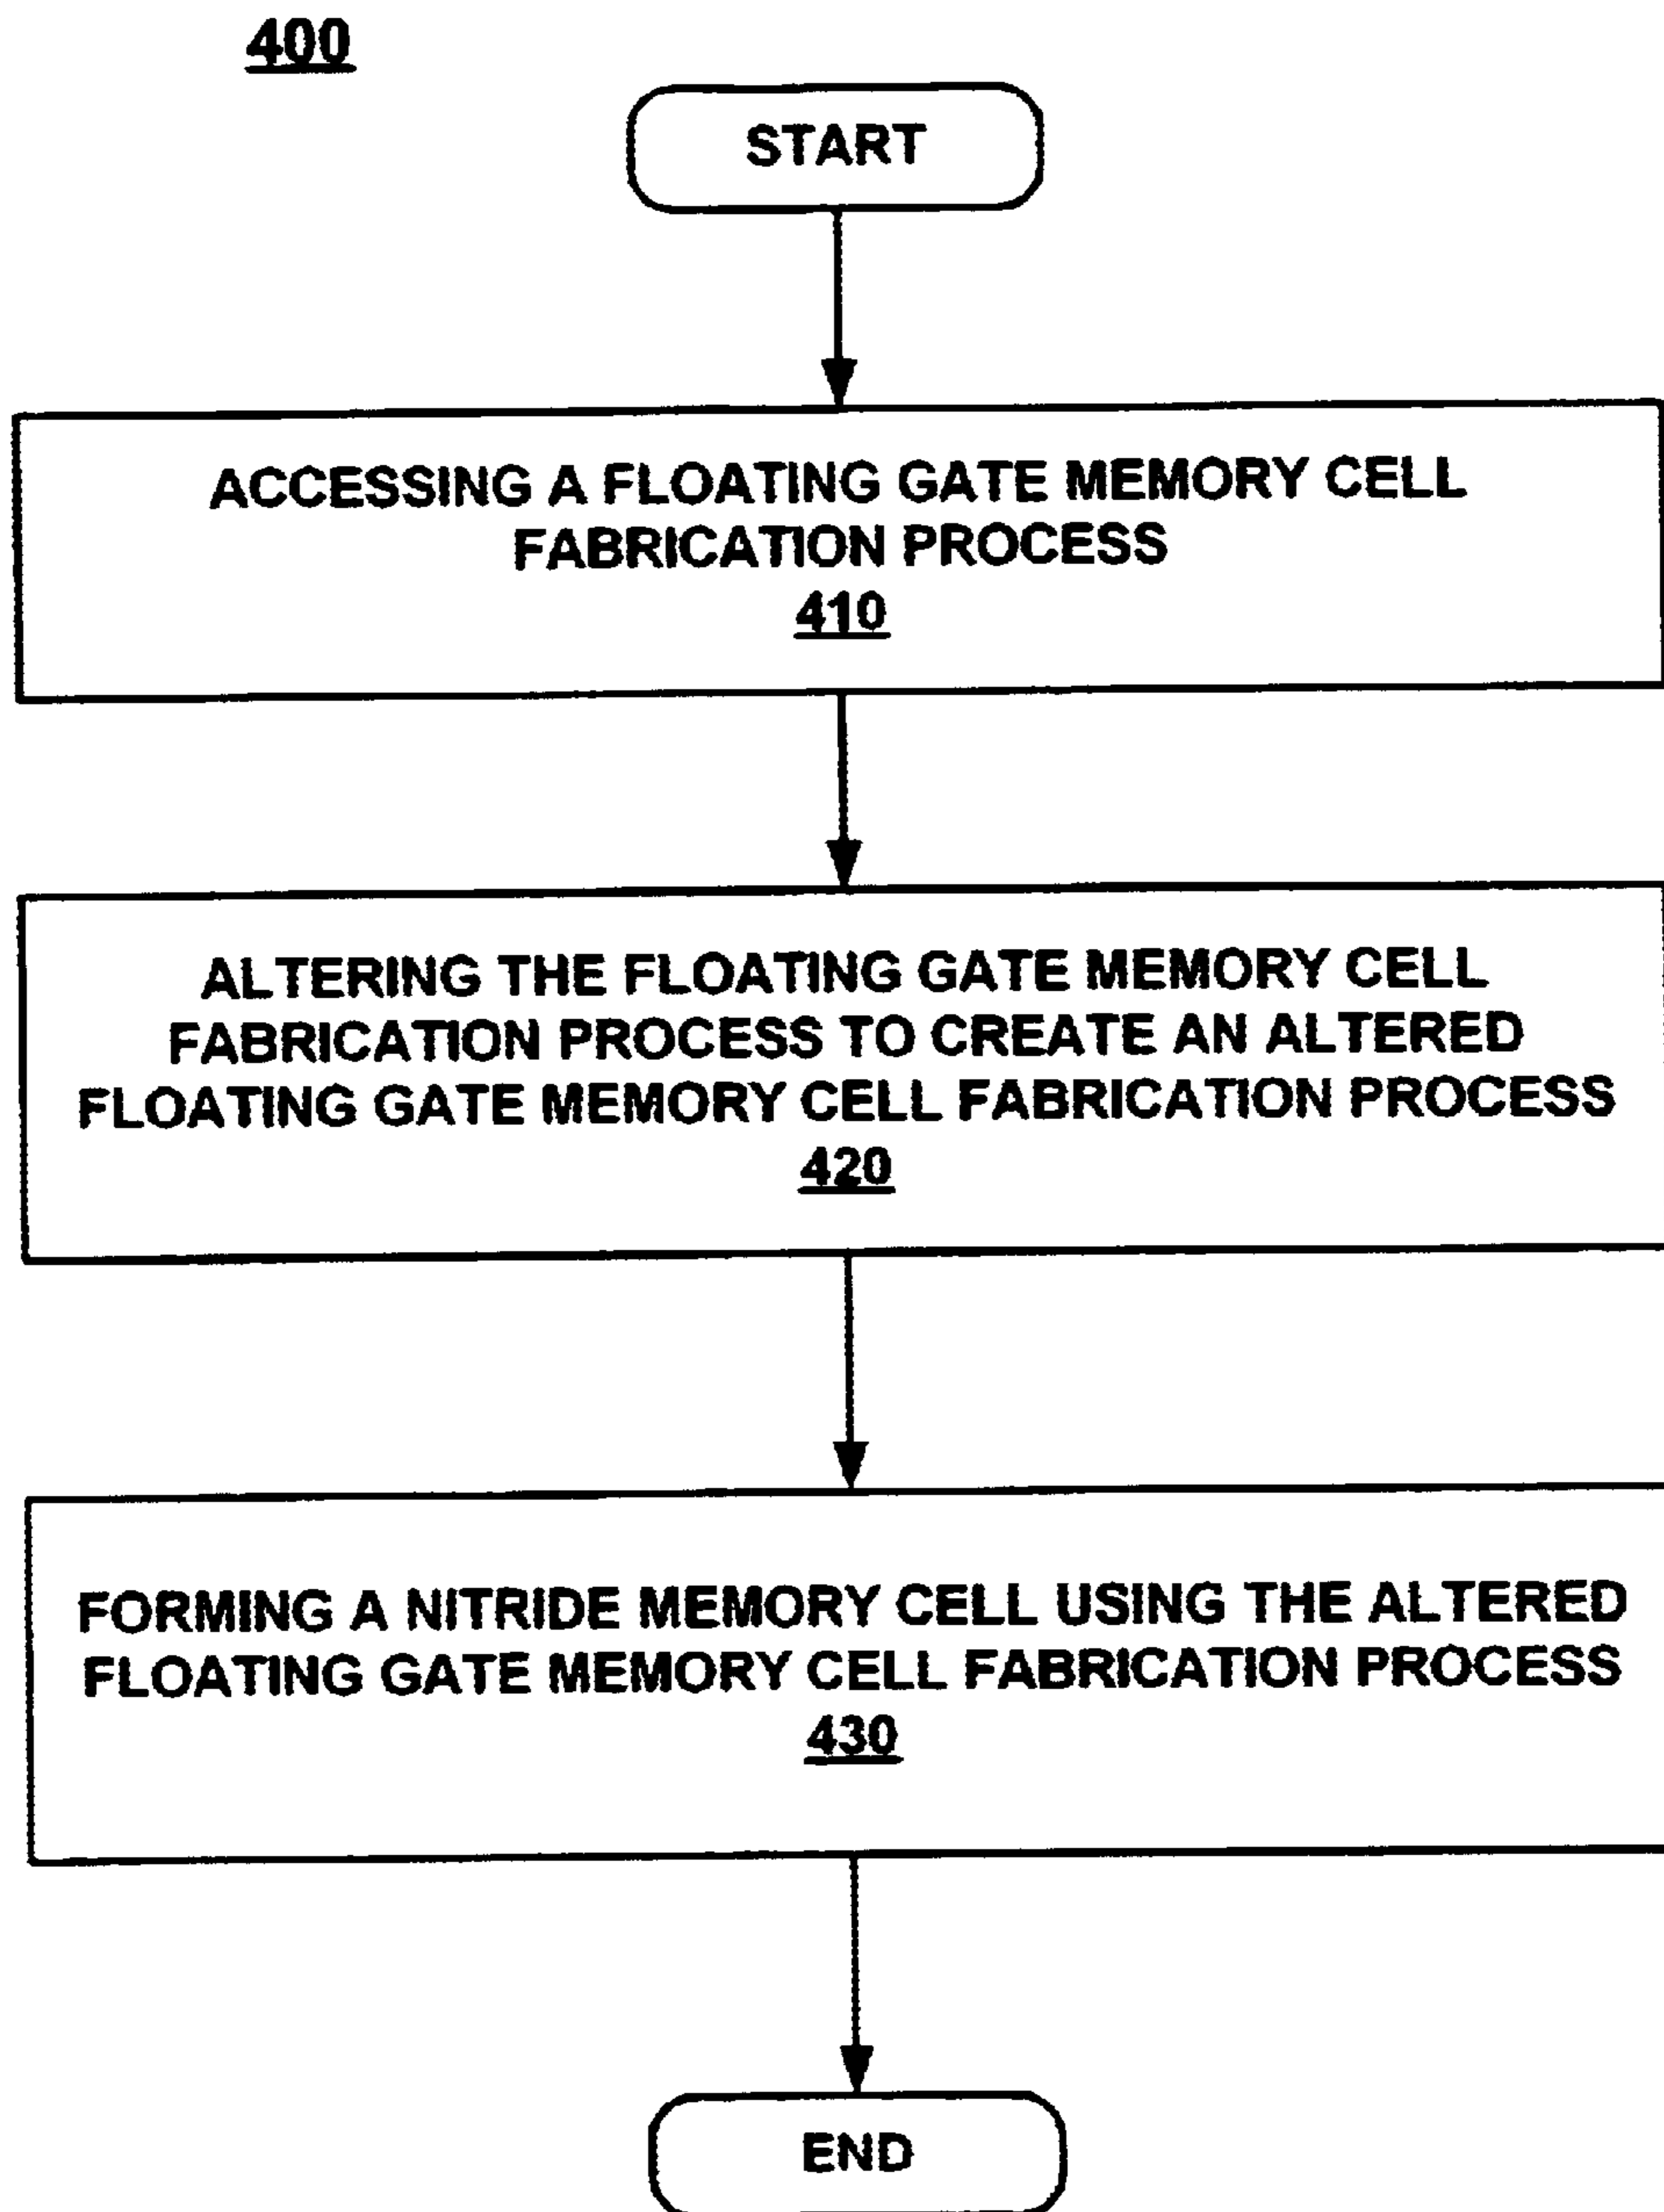 400
START
ACCESSING A FLOATING GATE MEMORY CELL
FABRICATION PROCESS
410
ALTERING THE FLOATING GATE MEMORY CELL
FABRICATION PROCESS TO CREATE AN ALTERED
FLOATING GATE MEMORY CELL FABRICATION PROCESS
420
FORMING A NITRIDE MEMORY CELL USING THE ALTERED
FLOATING GATE MEMORY CELL FABRICATION PROCESS
430
END